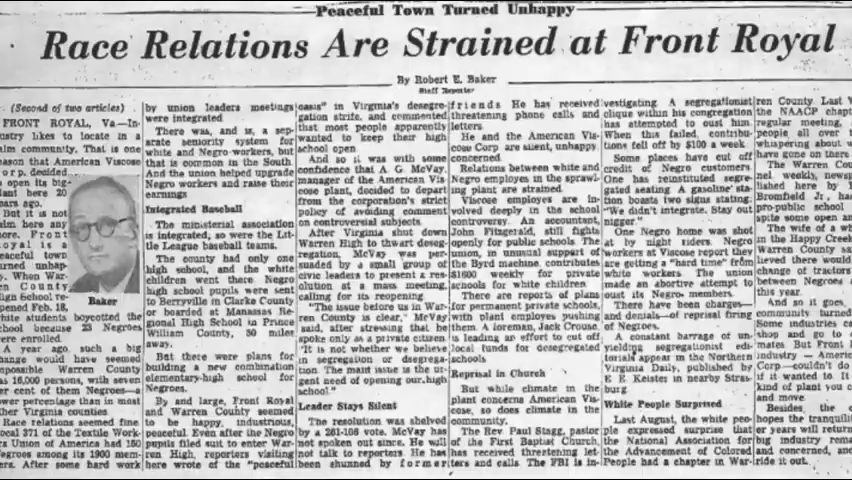 Peaceful Town Turned Unhappy
Race Relations Are Strained at Front Royal
By Robert E. Baker
Staff Reporter
(Second of two articles)
FRONT ROYAL, Va—In-
ustry likes to locate in a
alm community. That is one
eason that American Viscose
orp. decided
o open its big
lant here 20
ears ago.
But it is not
alm here any
more. Front
oyal is a
eaceful town
urned unhap-
y. When War-
en County
igh School re-
pened Feb. 18,
hite students boycotted the
chool because 23 Negroes
were enrolled.
A year ago such a big
hange would have seemed
mpossible Warren County
as 16,000 persons, with seven
er cent of them Negroes—a
ower percentage than in most
ther Virginia counties
Race relations seemed fine
ocal 371 of the Textile Work-
rs Union of America had 150
egroes among its 1900 mem-
ers. After some hard work
Baker
by union leaders meetings
were integrated
There was, and is, a sep-
arate seniority system for
white and Negro workers, but
that is common in the South.
And the union helped upgrade
Negro workers and raise their
earnings
Integrated Baseball
The ministerial association
is integrated, so were the Lit-
tle League baseball teams.
The county had only one
high school, and the white
children went there Negro
high school pupils were sent
to Berryville in Clarke County
or boarded at Manassas Re-
gional High School in Prince
William County, 50 miles
away.
But there were plans for
building a new combination
elementary-high school for
Negroes.
By and large, Front Royal
and Warren County seemed
to be happy, industrious,
peaceful. Even after the Negro
pupils filed suit to enter War-
ren High, reporters visiting
here wrote of the "peaceful
oasis" in Virginia's desegre-
gation strife, and commented
that most people apparently
wanted to keep their high
school open.
And so it was with some
confidence that A. G. McVay,
manager of the American Vis-
cose plant, decided to depart
from the corporation's strict
policy of avoiding comment
on controversial subjects.
After Virginia shut down
Warren High to thwart deseg-
regation, McVay was per-
suaded by a small group of
civic leaders to present a res-
olution at a mass meeting,
calling for its reopening.
"The issue before us in War-
ren County is clear," McVay
said, after stressing that he
spoke only as a private citizen.
"It is not whether we believe
in segregation or desegrega-
tion. The main issue is the ur-
gent need of opening our high
school."
Leader Stays Silent
The resolution was shelved
by a 281-106 vote. McVay has
not spoken out since. He will
not talk to reporters. He has
been shunned by former
friends He has received
threatening phone calls and
letters.
He and the American Vis-
cose Corp are silent, unhappy,
concerned.
Relations between white and
Negro employes in the sprawl-
ing plant are strained.
Viscose employes are in-
volved deeply in the school
controversy. An accountant,
John Fitzgerald, still fights
openly for public schools. The
union, in unusual support of
the Byrd machine, contributes
$1600 weekly for private
schools for white children
There are reports of plans
for permanent private schools,
with plant employes pushing
them. A foreman, Jack Crouse,
is leading an effort to cut off
local funds for desegregated
schools
Reprisal in Church
But while climate in the
plant concerns American Vis-
cose, so does climate in the
community.
The Rev Paul Stagg, pastor
of the First Baptist Church,
has received threatening let-
ters and calls. The FBI is in-
vestigating. A segregationist
clique within his congregation
has attempted to oust him.
When this failed, contribu-
tions fell off by $100 a week.
Some places have cut off
credit of Negro customers.
One has reinstituted segre-
gated seating. A gasoline sta-
tion boasts two signs stating:
"We didn't integrate. Stay out
nigger."
One Negro home was shot
at by night riders. Negro
workers at Viscose report they
are getting a "hard time" from
white workers. The union
made an abortive attempt to
oust its Negro members.
There have been charges—
and denials—of reprisal firing
of Negroes.
A constant barrage of un-
yielding segregationist edi-
torials appear in the Northern
Virginia Daily, published by
E E. Keister in nearby Stras-
burg.
White People Surprised
Last August, the white peo-
ple expressed surprise that
the National Association for
the Advancement of Colored
People had a chapter in War-
ren County. Last
the NAACP chapt
regular meeting,
people all over t
whispering about w
ne gone on there.
The Warren Cou
nel, weekly, newsp
lished here by
Bromfield Jr., has
pro-public school
spite some open an
The wife of a wh
in the Happy Creek
Warren County sa
lieved there would
change of tractors
between Negroes
this year.
And so it goes,
community turned
Some industries co
shop and go to
mates But Front
industry — Americ
Corp—couldn't do
if it wanted to. It
kind of plant you c
and move
Besides, the
hopes the tranquilit
or years will return
big industry remai
and concerned, an
ride it out.